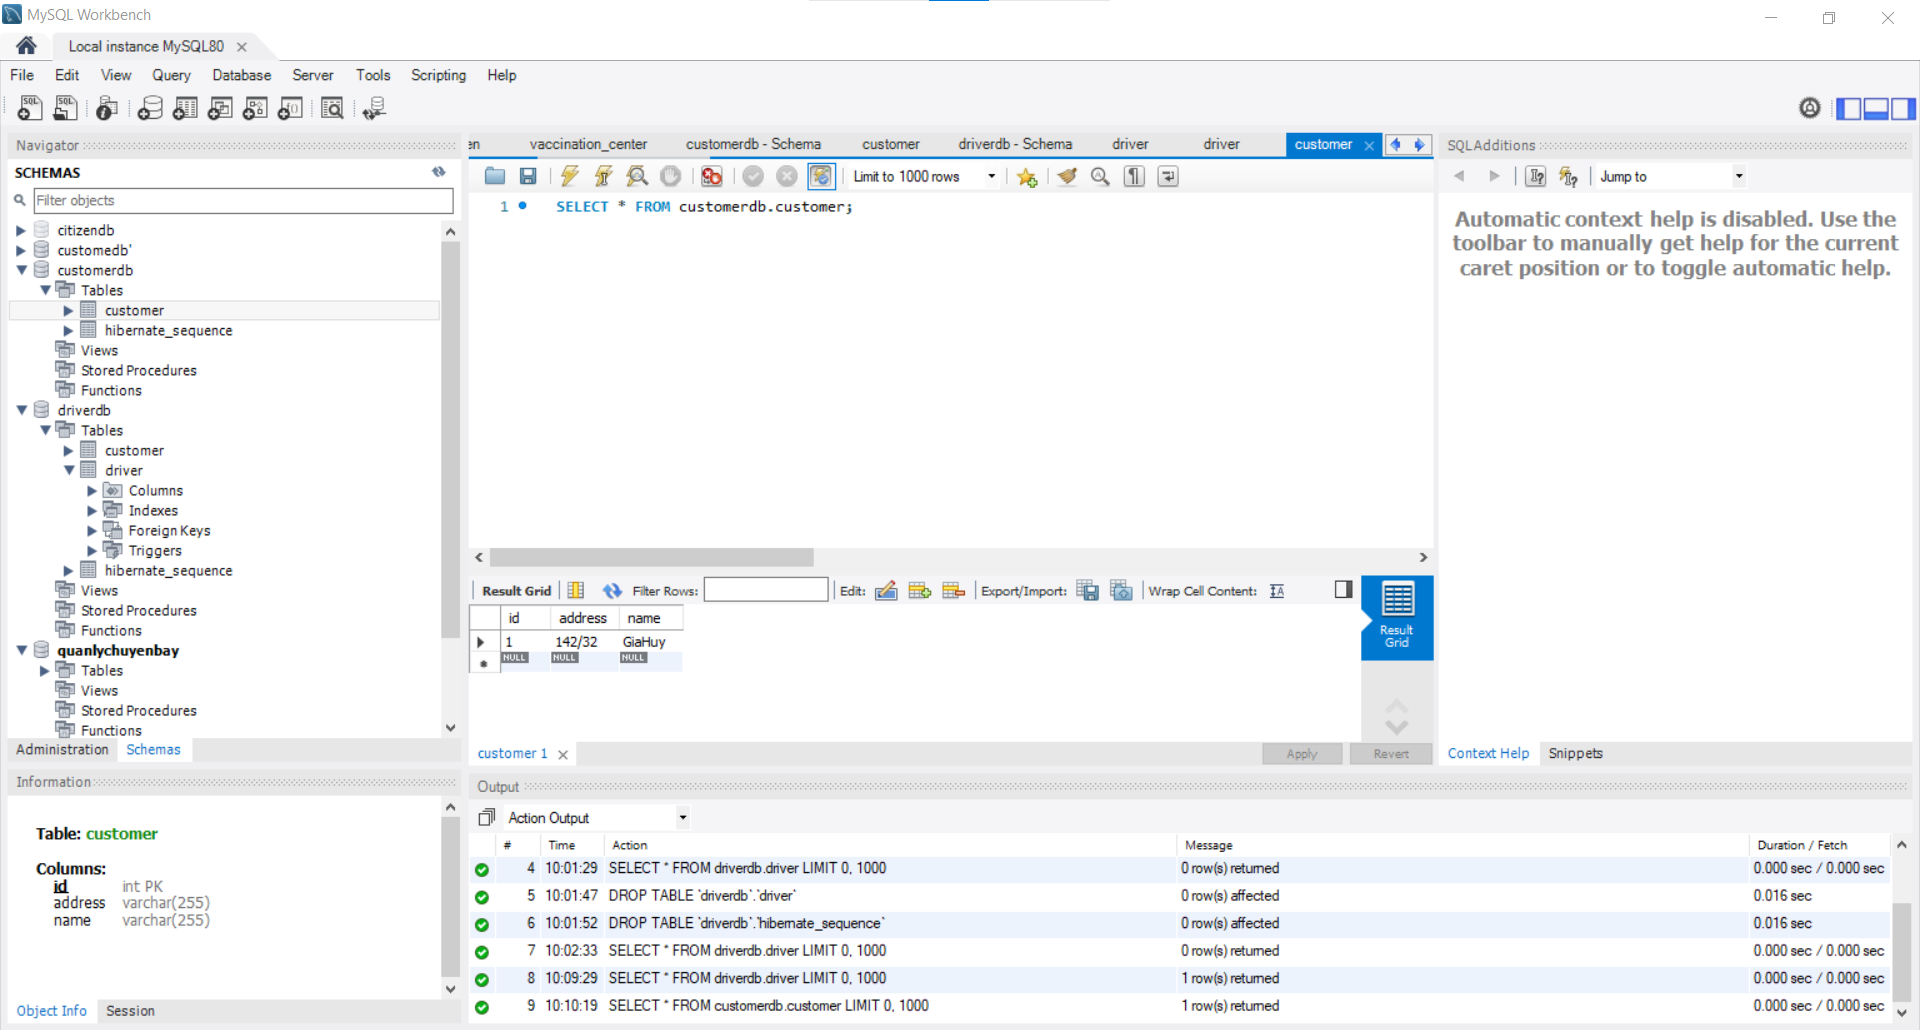 MySQL Workbench
Local instance MySQL80
File Edit View Query Database Server Tools Scripting Help
Navigator
SCHEMAS
Filter objects
citizendb
customedb'
customerdb
Tables
customer
hibernate_sequence
Views
Stored Procedures
Functions
driverdb
Tables
customer
driver
Columns
Indexes
Foreign Keys
Triggers
hibernate_sequence
Views
Stored Procedures
Functions
quanlychuyenbay
Tables
Views
Stored Procedures
Functions
Administration Schemas
Information
Table: customer
Columns:
id int PK
address varchar(255)
name varchar(255)
Object Info Session
en vaccination_center customerdb - Schema customer driverdb - Schema driver driver customer
Limit to 1000 rows
1 SELECT * FROM customerdb.customer;
Result Grid Filter Rows: Edit: Export/Import: Wrap Cell Content:
id address name
1 142/32 GiaHuy
NULL NULL NULL
Result
Grid
customer 1 Apply Revert
SQLAdditions
Jump to
Automatic context help is disabled. Use the
toolbar to manually get help for the current
caret position or to toggle automatic help.
Context Help Snippets
Output
Action Output
# Time Action Message Duration / Fetch
4 10:01:29 SELECT * FROM driverdb.driver LIMIT 0, 1000 0 row(s) returned 0.000 sec / 0.000 sec
5 10:01:47 DROP TABLE `driverdb`.`driver` 0 row(s) affected 0.016 sec
6 10:01:52 DROP TABLE `driverdb`.`hibernate_sequence` 0 row(s) affected 0.016 sec
7 10:02:33 SELECT * FROM driverdb.driver LIMIT 0, 1000 0 row(s) returned 0.000 sec / 0.000 sec
8 10:09:29 SELECT * FROM driverdb.driver LIMIT 0, 1000 1 row(s) returned 0.000 sec / 0.000 sec
9 10:10:19 SELECT * FROM customerdb.customer LIMIT 0, 1000 1 row(s) returned 0.000 sec / 0.000 sec